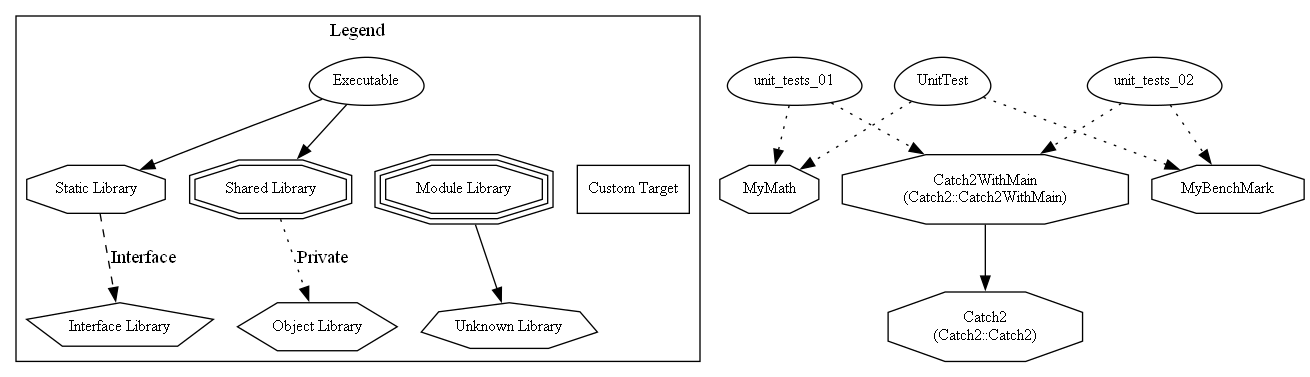 Legend
Executable
Static Library
Shared Library
Module Library
Custom Target
Interface
Private
Interface Library
Object Library
Unknown Library
unit_tests_01
UnitTest
unit_tests_02
MyMath
Catch2WithMain
(Catch2::Catch2WithMain)
MyBenchMark
Catch2
(Catch2::Catch2)